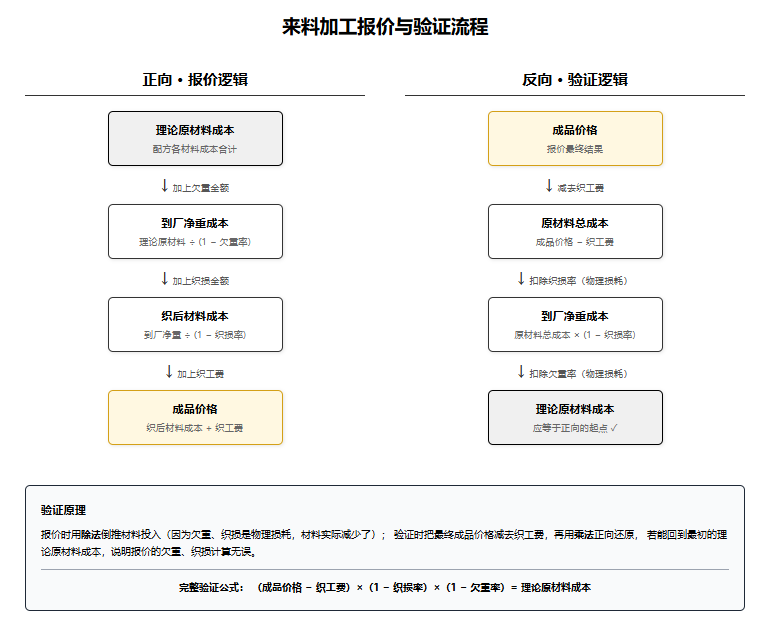 来料加工报价与验证流程
正向・报价逻辑
理论原材料成本
配方各材料成本合计
↓ 加上欠重金额
到厂净重成本
理论原材料 ÷ (1 − 欠重率)
↓ 加上织损金额
织后材料成本
到厂净重 ÷ (1 − 织损率)
↓ 加上织工费
成品价格
织后材料成本 + 织工费
反向・验证逻辑
成品价格
报价最终结果
↓ 减去织工费
原材料总成本
成品价格 − 织工费
↓ 扣除织损率（物理损耗）
到厂净重成本
原材料总成本 × (1 − 织损率)
↓ 扣除欠重率（物理损耗）
理论原材料成本
应等于正向的起点 ✓
验证原理
报价时用除法倒推材料投入（因为欠重、织损是物理损耗，材料实际减少了）； 验证时把最终成品价格减去织工费，再用乘法正向还原， 若能回到最初的理
论原材料成本，说明报价的欠重、织损计算无误。
完整验证公式： （成品价格 − 织工费）×（1 − 织损率）×（1 − 欠重率）= 理论原材料成本